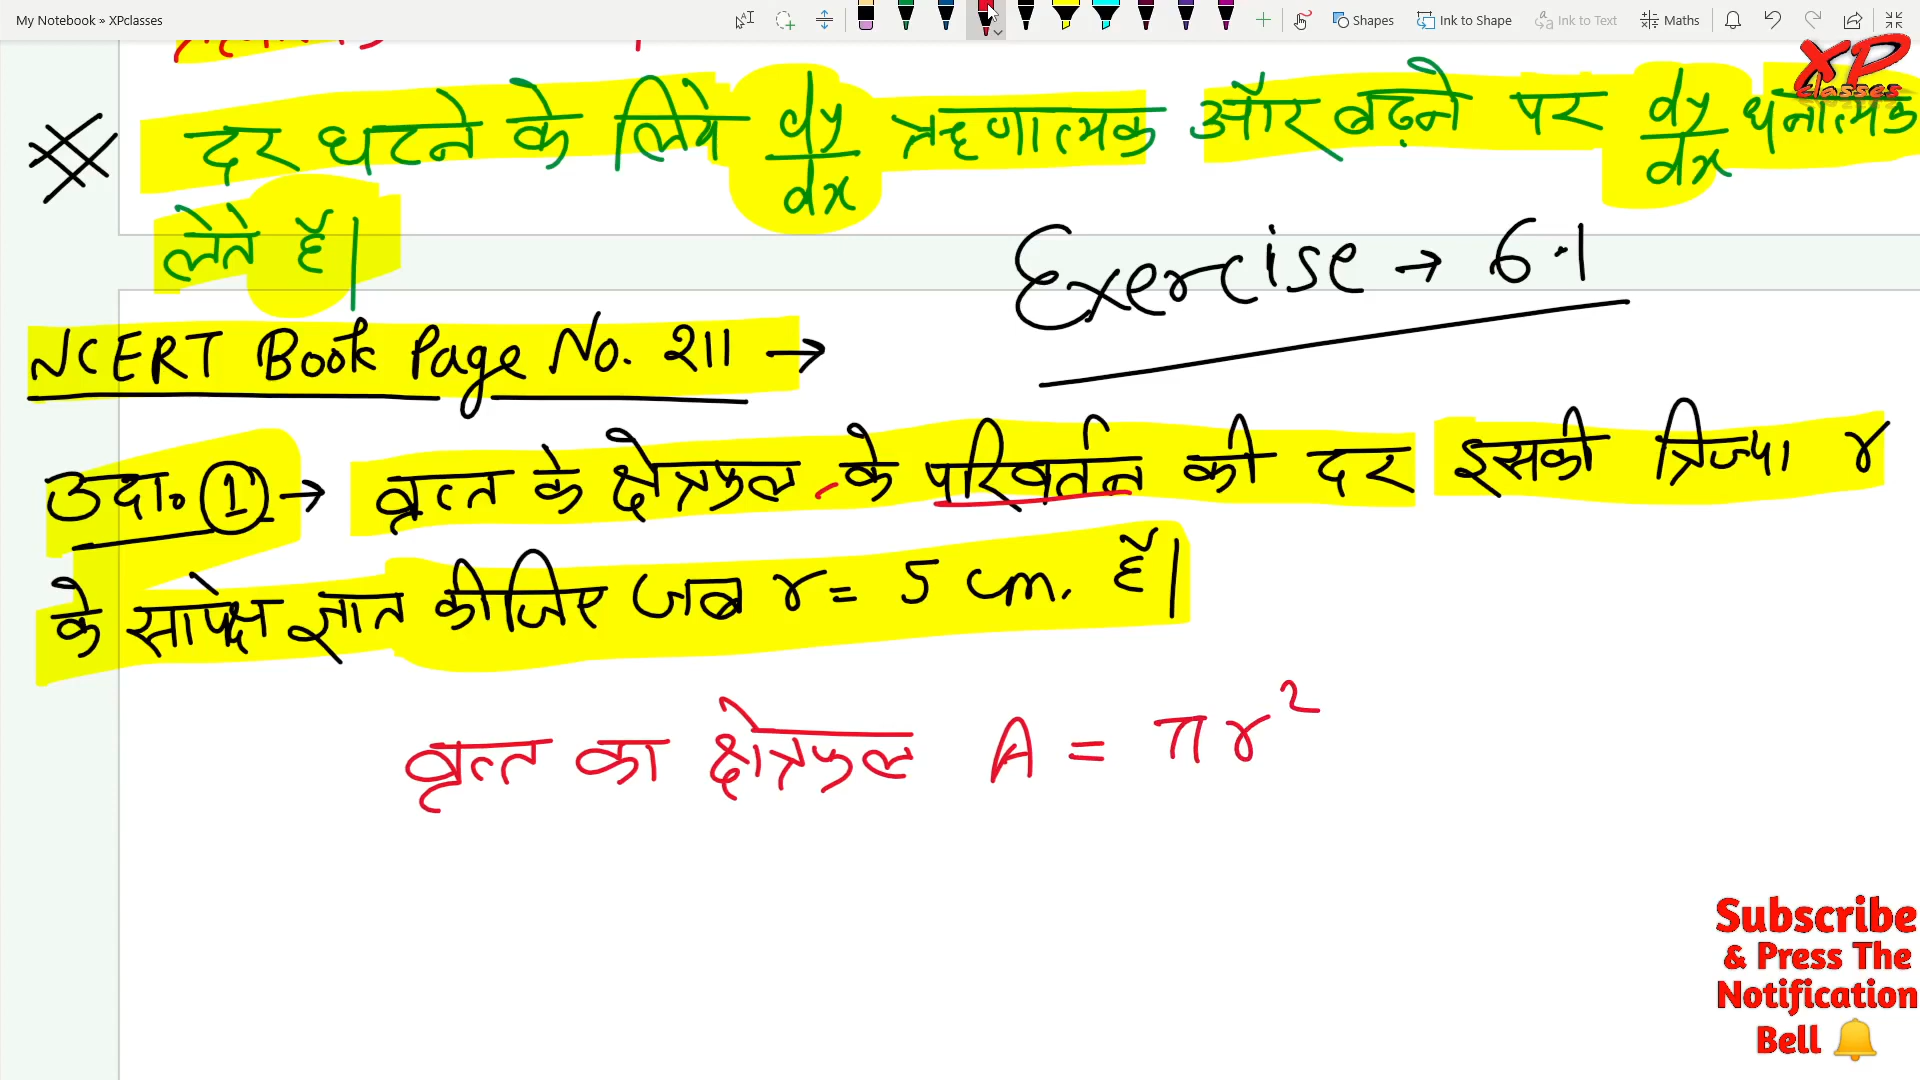 My Notebook » XPclasses
Shapes Ink to Shape Ink to Text Maths
XP
classes
दर घटने के लिये dy/dx ऋणात्मक और बढ़ने पर dy/dx धनात्मक
लेते हैं|
Exercise → 6.1
NCERT Book Page No. 211 →
उदा० ① → वृत्त के क्षेत्रफल के परिवर्तन की दर इसकी त्रिज्या r
के सापेक्ष ज्ञात कीजिए जब r = 5 cm. है|
वृत्त का क्षेत्रफल A = πr²
Subscribe
& Press The
Notification
Bell